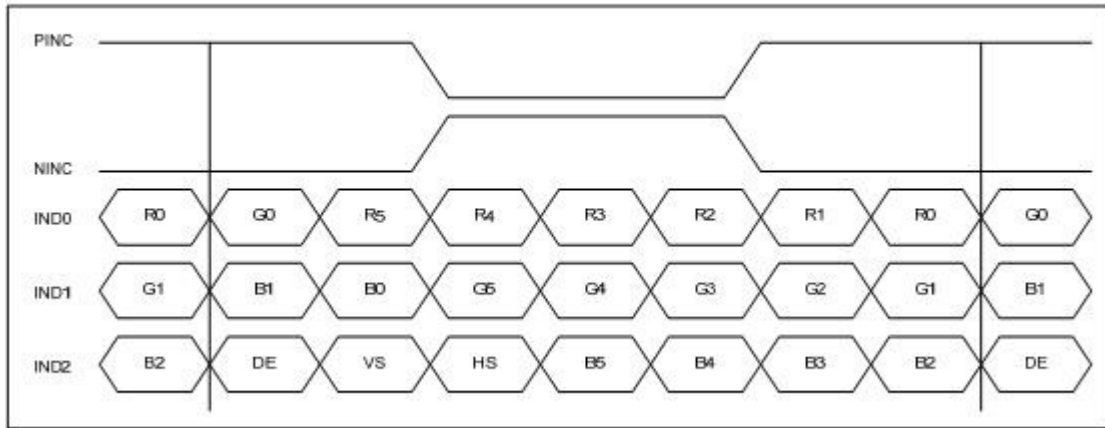 PINC
NINC
IND0 R0 G0 R5 R4 R3 R2 R1 R0 G0
IND1 G1 B1 B0 G5 G4 G3 G2 G1 B1
IND2 B2 DE VS HS B5 B4 B3 B2 DE